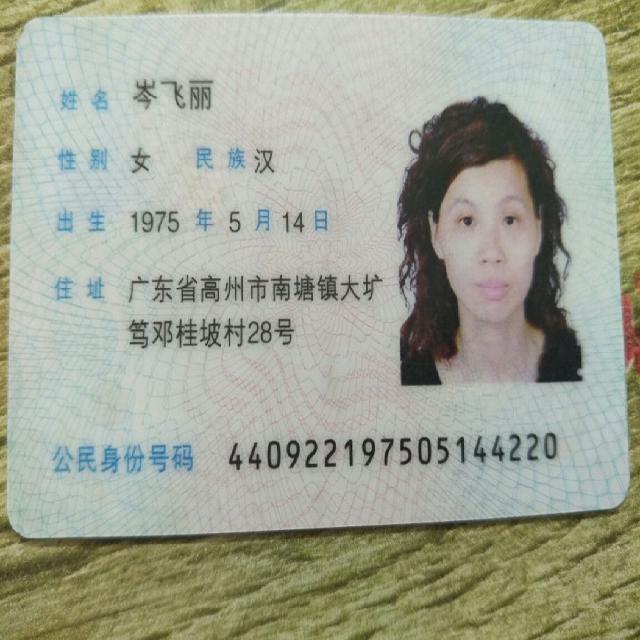 姓名 岑飞丽
性别 女 民族 汉
出生 1975 年 5 月 14 日
住址 广东省高州市南塘镇大圹
笃邓桂坡村28号
公民身份号码 440922197505144220